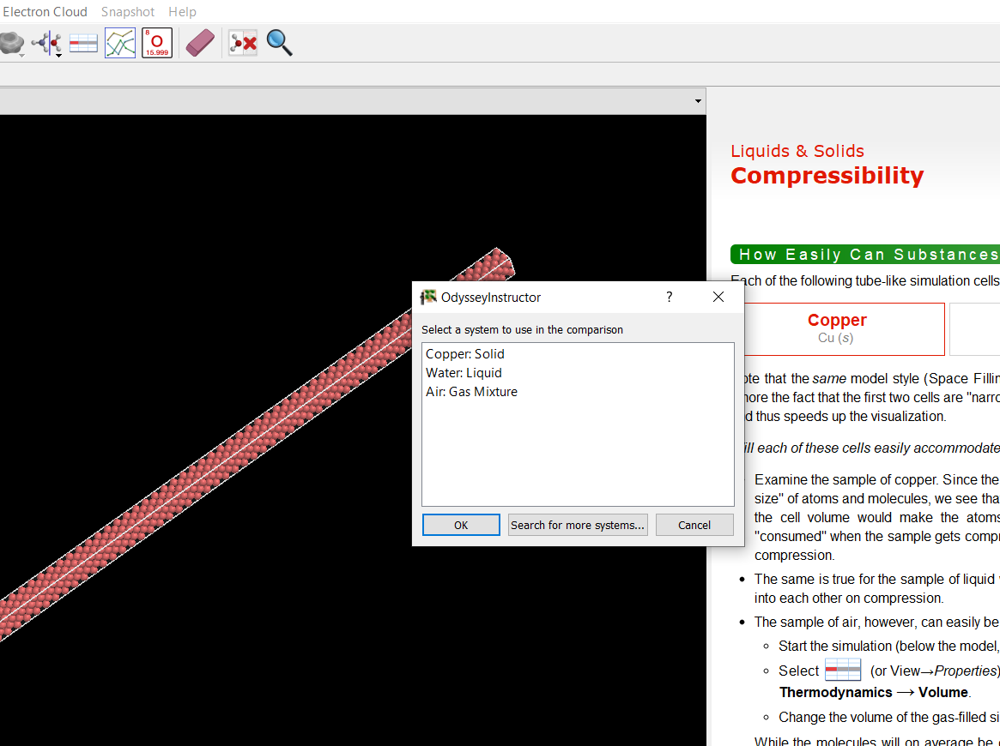 Electron Cloud Snapshot Help
8
O
15.999
Liquids & Solids
Compressibility
How Easily Can Substances
Each of the following tube-like simulation cells
OdysseyInstructor ?
Select a system to use in the comparison
Copper: Solid
Water: Liquid
Air: Gas Mixture
OK Search for more systems... Cancel
Copper
Cu (s)
ote that the same model style (Space Fillin
nore the fact that the first two cells are "narro
d thus speeds up the visualization.
ill each of these cells easily accommodate
Examine the sample of copper. Since the
size" of atoms and molecules, we see tha
the cell volume would make the atoms
"consumed" when the sample gets compr
compression.
• The same is true for the sample of liquid
into each other on compression.
• The sample of air, however, can easily be
◦ Start the simulation (below the model,
◦ Select (or View→Properties)
Thermodynamics → Volume.
◦ Change the volume of the gas-filled si
While the molecules will on average be